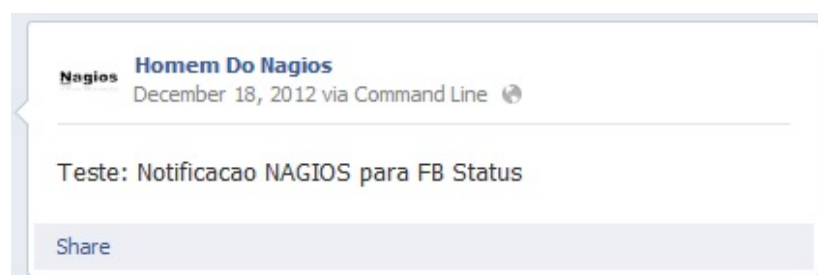 Nagios
Homem Do Nagios
December 18, 2012 via Command Line
Teste: Notificacao NAGIOS para FB Status
Share